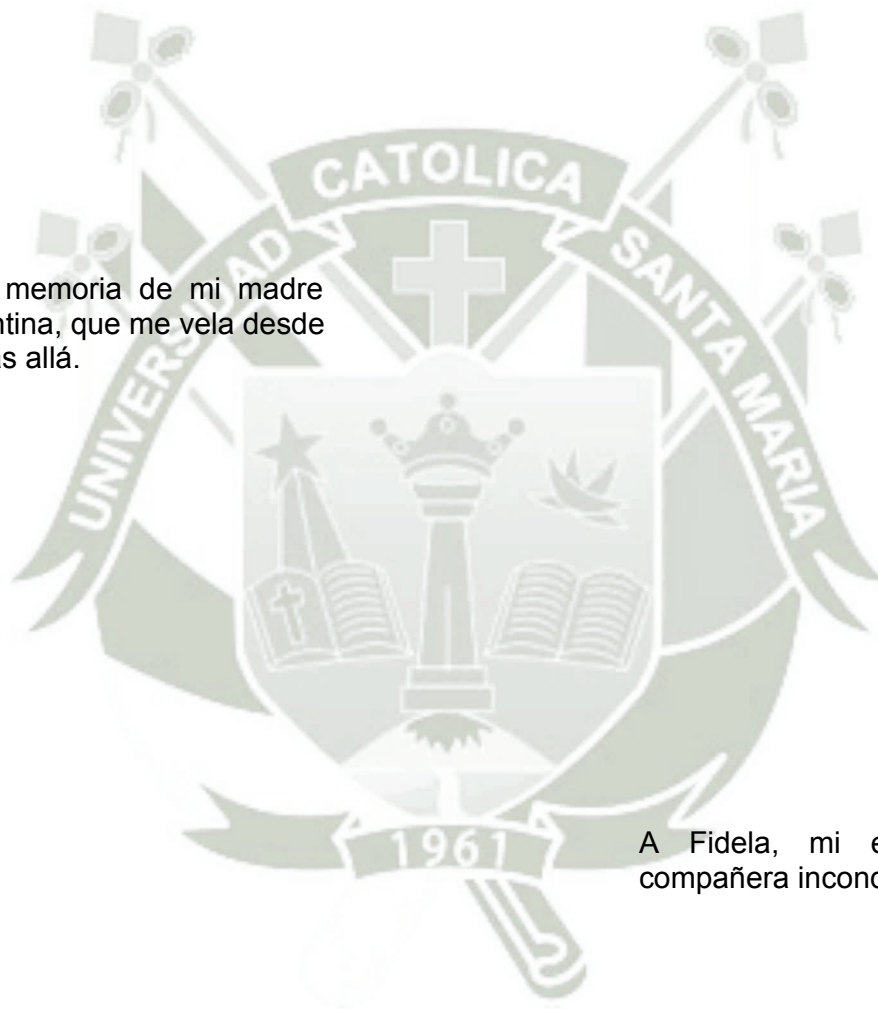 CATOLICA
UNIVERSIDAD
SANTA MARIA
memoria de mi madre
ntina, que me vela desde
ás allá.
1961
A Fidela, mi e
compañera incond